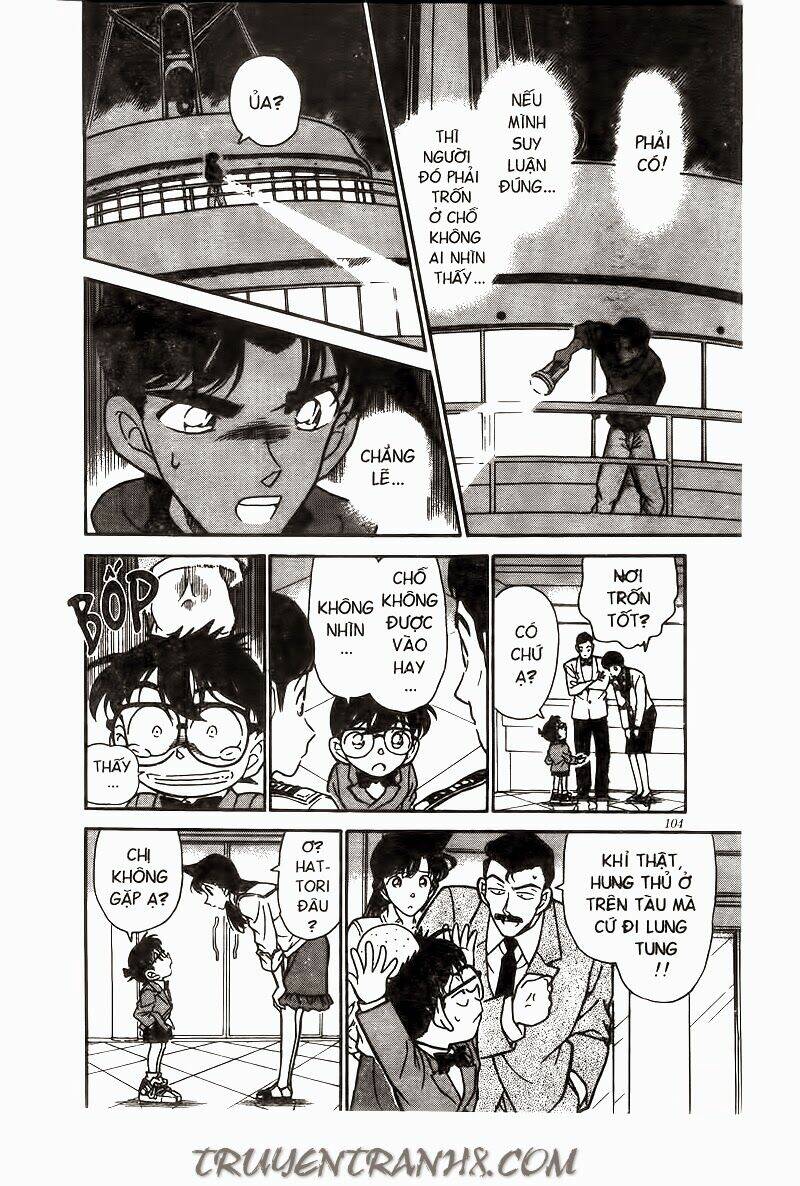 PHẢI
CÓ!
NẾU
MÌNH
SUY
LUẬN
ĐÚNG...
THÌ
NGƯỜI
ĐÓ PHẢI
TRỐN
Ở CHỖ
KHÔNG
AI NHÌN
THẤY...
ỦA?
CHẲNG
LẼ...
NƠI
TRỐN
TỐT?
CÓ
CHỨ
Ạ?
CHỖ
KHÔNG
ĐƯỢC
VÀO
HAY
...
KHÔNG
NHÌN
...
BỐP
THẤY...
104
KHỈ THẬT,
HUNG THỦ Ở
TRÊN TÀU MÀ
CỨ ĐI LUNG
TUNG
!!
Ơ?
HAT-
TORI
ĐÂU?
CHỊ
KHÔNG
GẶP Ạ?
TRUYENTRANH8.COM